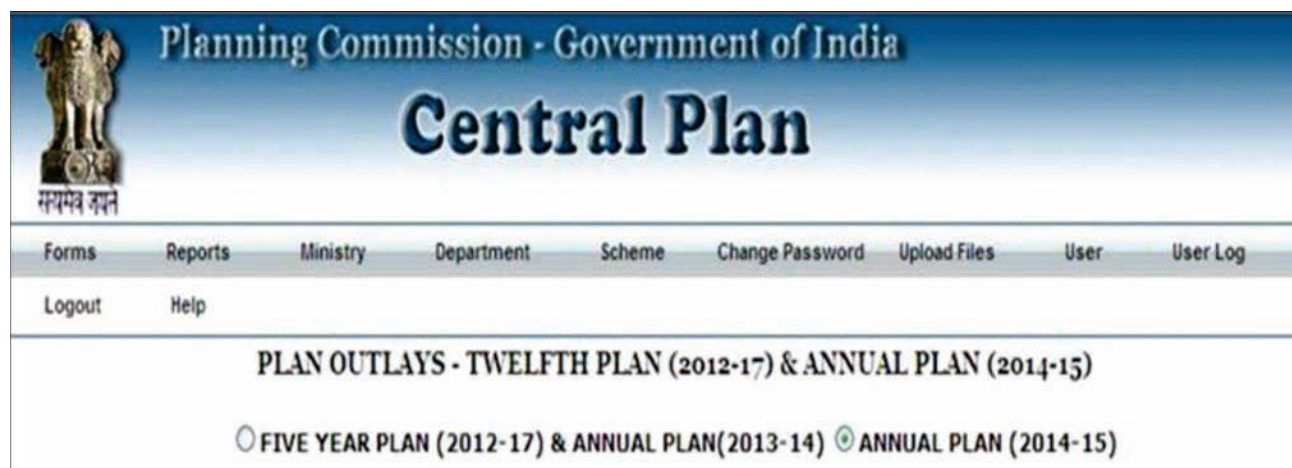 Planning Commission - Government of India
Central Plan
सत्यमेव जयते
Forms Reports Ministry Department Scheme Change Password Upload Files User User Log
Logout Help
PLAN OUTLAYS - TWELFTH PLAN (2012-17) & ANNUAL PLAN (2014-15)
FIVE YEAR PLAN (2012-17) & ANNUAL PLAN(2013-14) ANNUAL PLAN (2014-15)